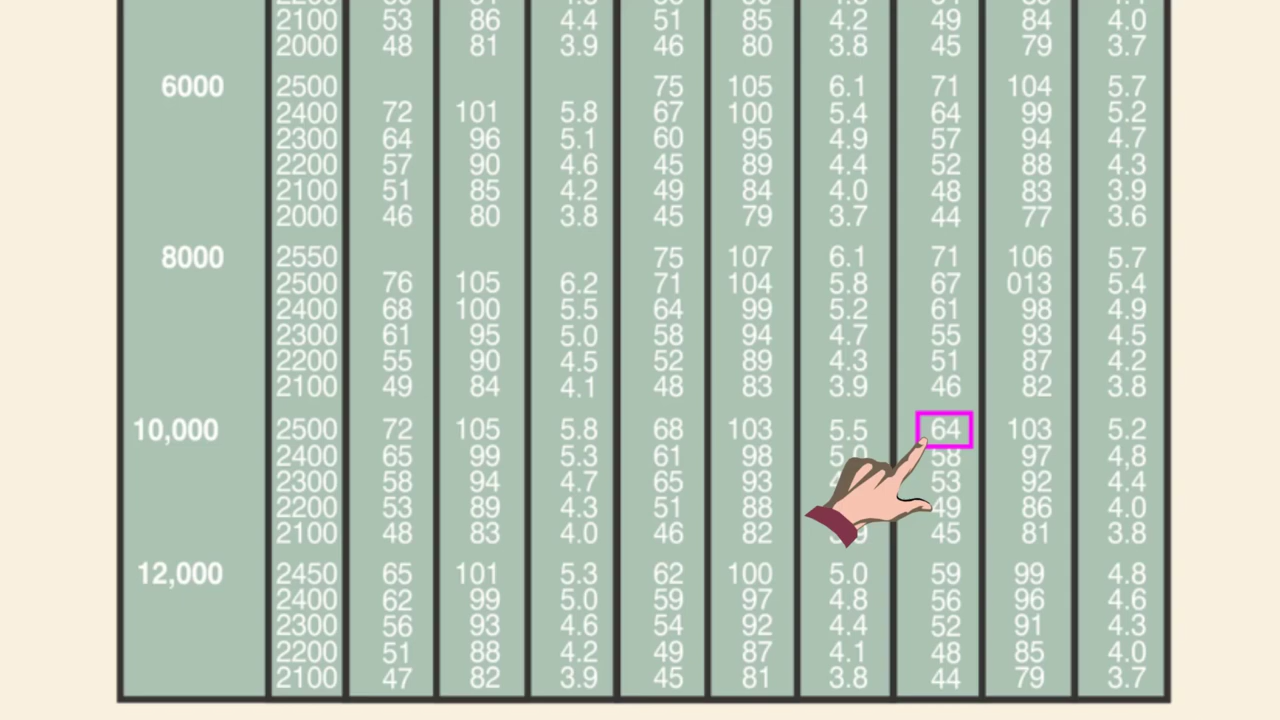 2100 53 86 4.4 51 85 4.2 49 84 4.0
2000 48 81 3.9 46 80 3.8 45 79 3.7
6000 2500 75 105 6.1 71 104 5.7
2400 72 101 5.8 67 100 5.4 64 99 5.2
2300 64 96 5.1 60 95 4.9 57 94 4.7
2200 57 90 4.6 45 89 4.4 52 88 4.3
2100 51 85 4.2 49 84 4.0 48 83 3.9
2000 46 80 3.8 45 79 3.7 44 77 3.6
8000 2550 75 107 6.1 71 106 5.7
2500 76 105 6.2 71 104 5.8 67 013 5.4
2400 68 100 5.5 64 99 5.2 61 98 4.9
2300 61 95 5.0 58 94 4.7 55 93 4.5
2200 55 90 4.5 52 89 4.3 51 87 4.2
2100 49 84 4.1 48 83 3.9 46 82 3.8
10,000 2500 72 105 5.8 68 103 5.5 64 103 5.2
2400 65 99 5.3 61 98 58 97 4,8
2300 58 94 4.7 65 93 53 92 4.4
2200 53 89 4.3 51 88 49 86 4.0
2100 48 83 4.0 46 82 45 81 3.8
12,000 2450 65 101 5.3 62 100 5.0 59 99 4.8
2400 62 99 5.0 59 97 4.8 56 96 4.6
2300 56 93 4.6 54 92 4.4 52 91 4.3
2200 51 88 4.2 49 87 4.1 48 85 4.0
2100 47 82 3.9 45 81 3.8 44 79 3.7